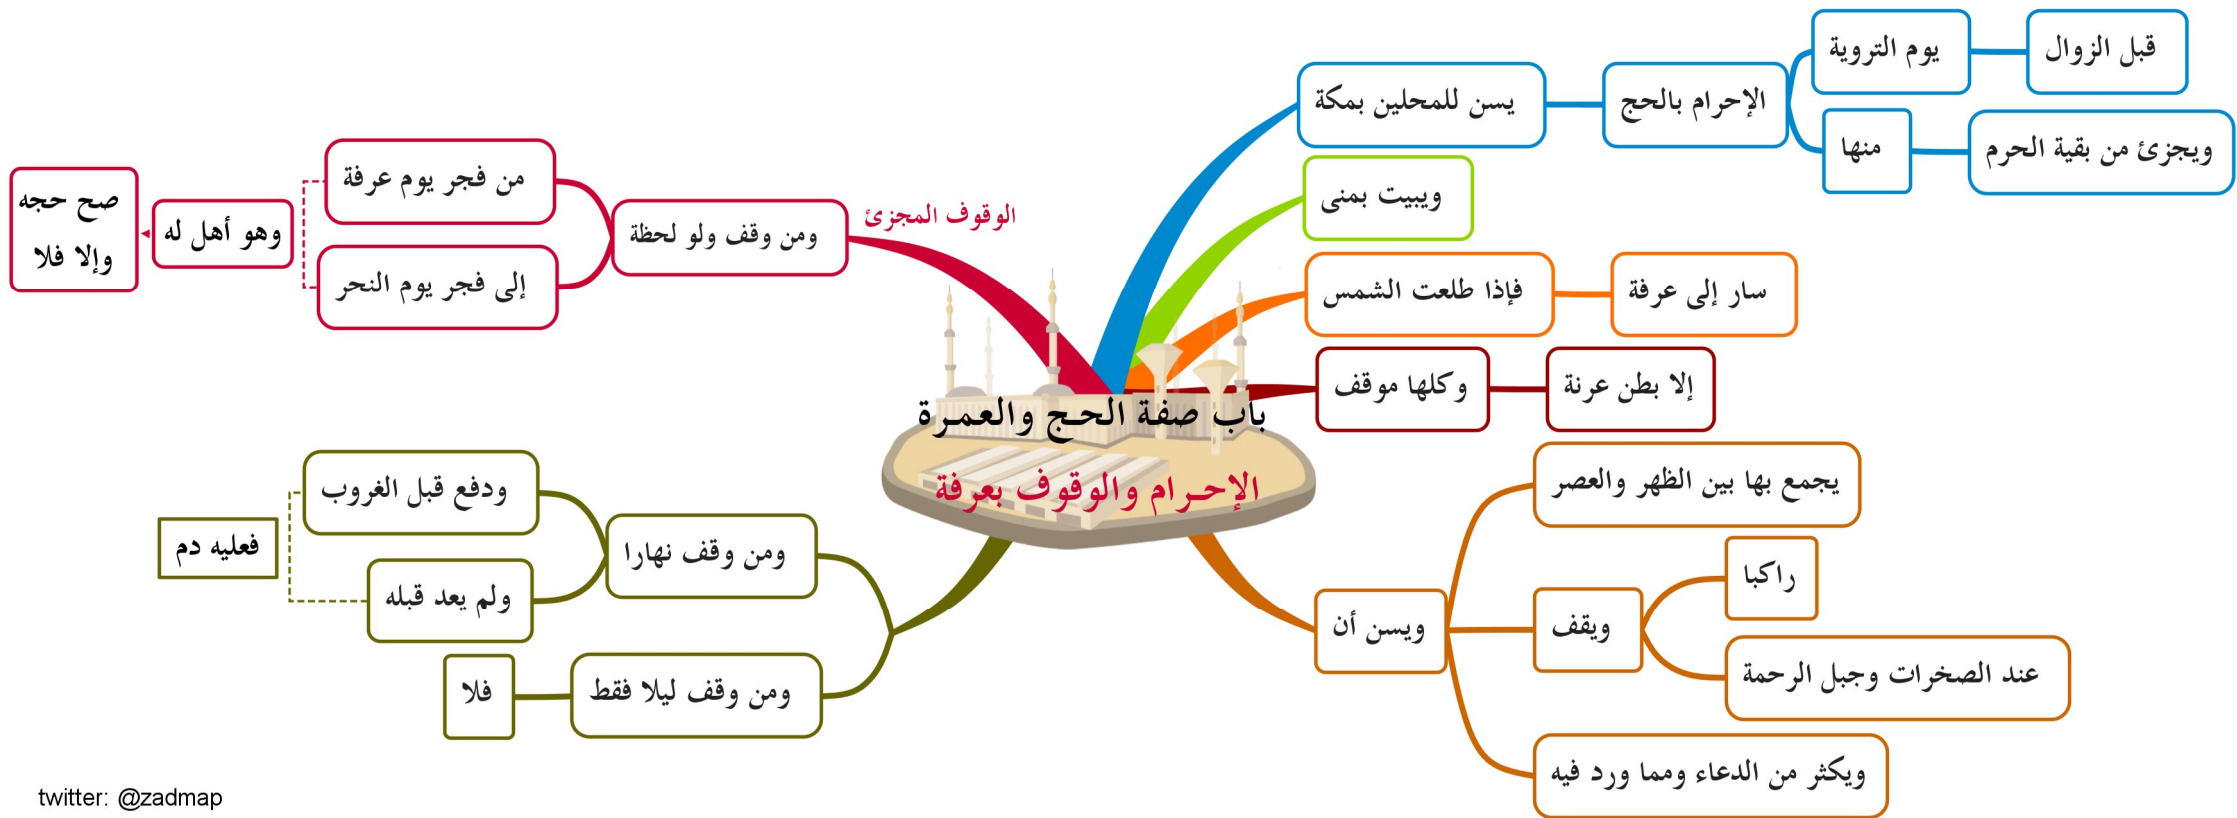 باب صفة الحج والعمرة
الإحرام والوقوف بعرفة
يسن للمحلين بمكة
الإحرام بالحج
يوم التروية
قبل الزوال
منها
ويجزئ من بقية الحرم
ويبيت بمنى
فإذا طلعت الشمس
سار إلى عرفة
وكلها موقف
إلا بطن عرنة
ويسن أن
يجمع بها بين الظهر والعصر
ويقف
راكبا
عند الصخرات وجبل الرحمة
ويكثر من الدعاء ومما ورد فيه
الوقوف المجزئ
ومن وقف ولو لحظة
من فجر يوم عرفة
إلى فجر يوم النحر
وهو أهل له
صح حجه
وإلا فلا
ومن وقف نهارا
ودفع قبل الغروب
ولم يعد قبله
فعليه دم
ومن وقف ليلا فقط
فلا
twitter: @zadmap